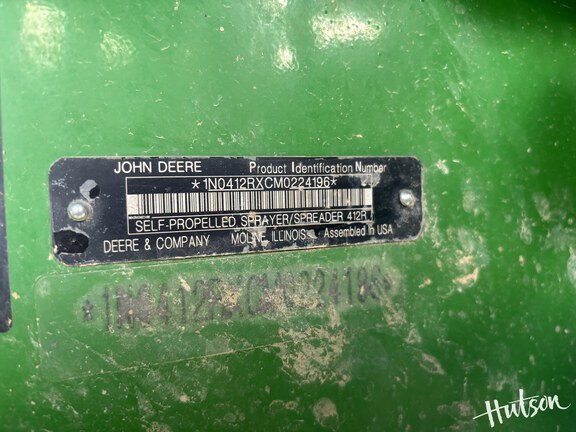 JOHN DEERE Product Identification Number
*1N0412RXCM0224196*
SELF-PROPELLED SPRAYER/SPREADER 412R
DEERE & COMPANY MOLINE ILLINOIS Assembled in USA
*1N0412RXCM0224196*
Hutson